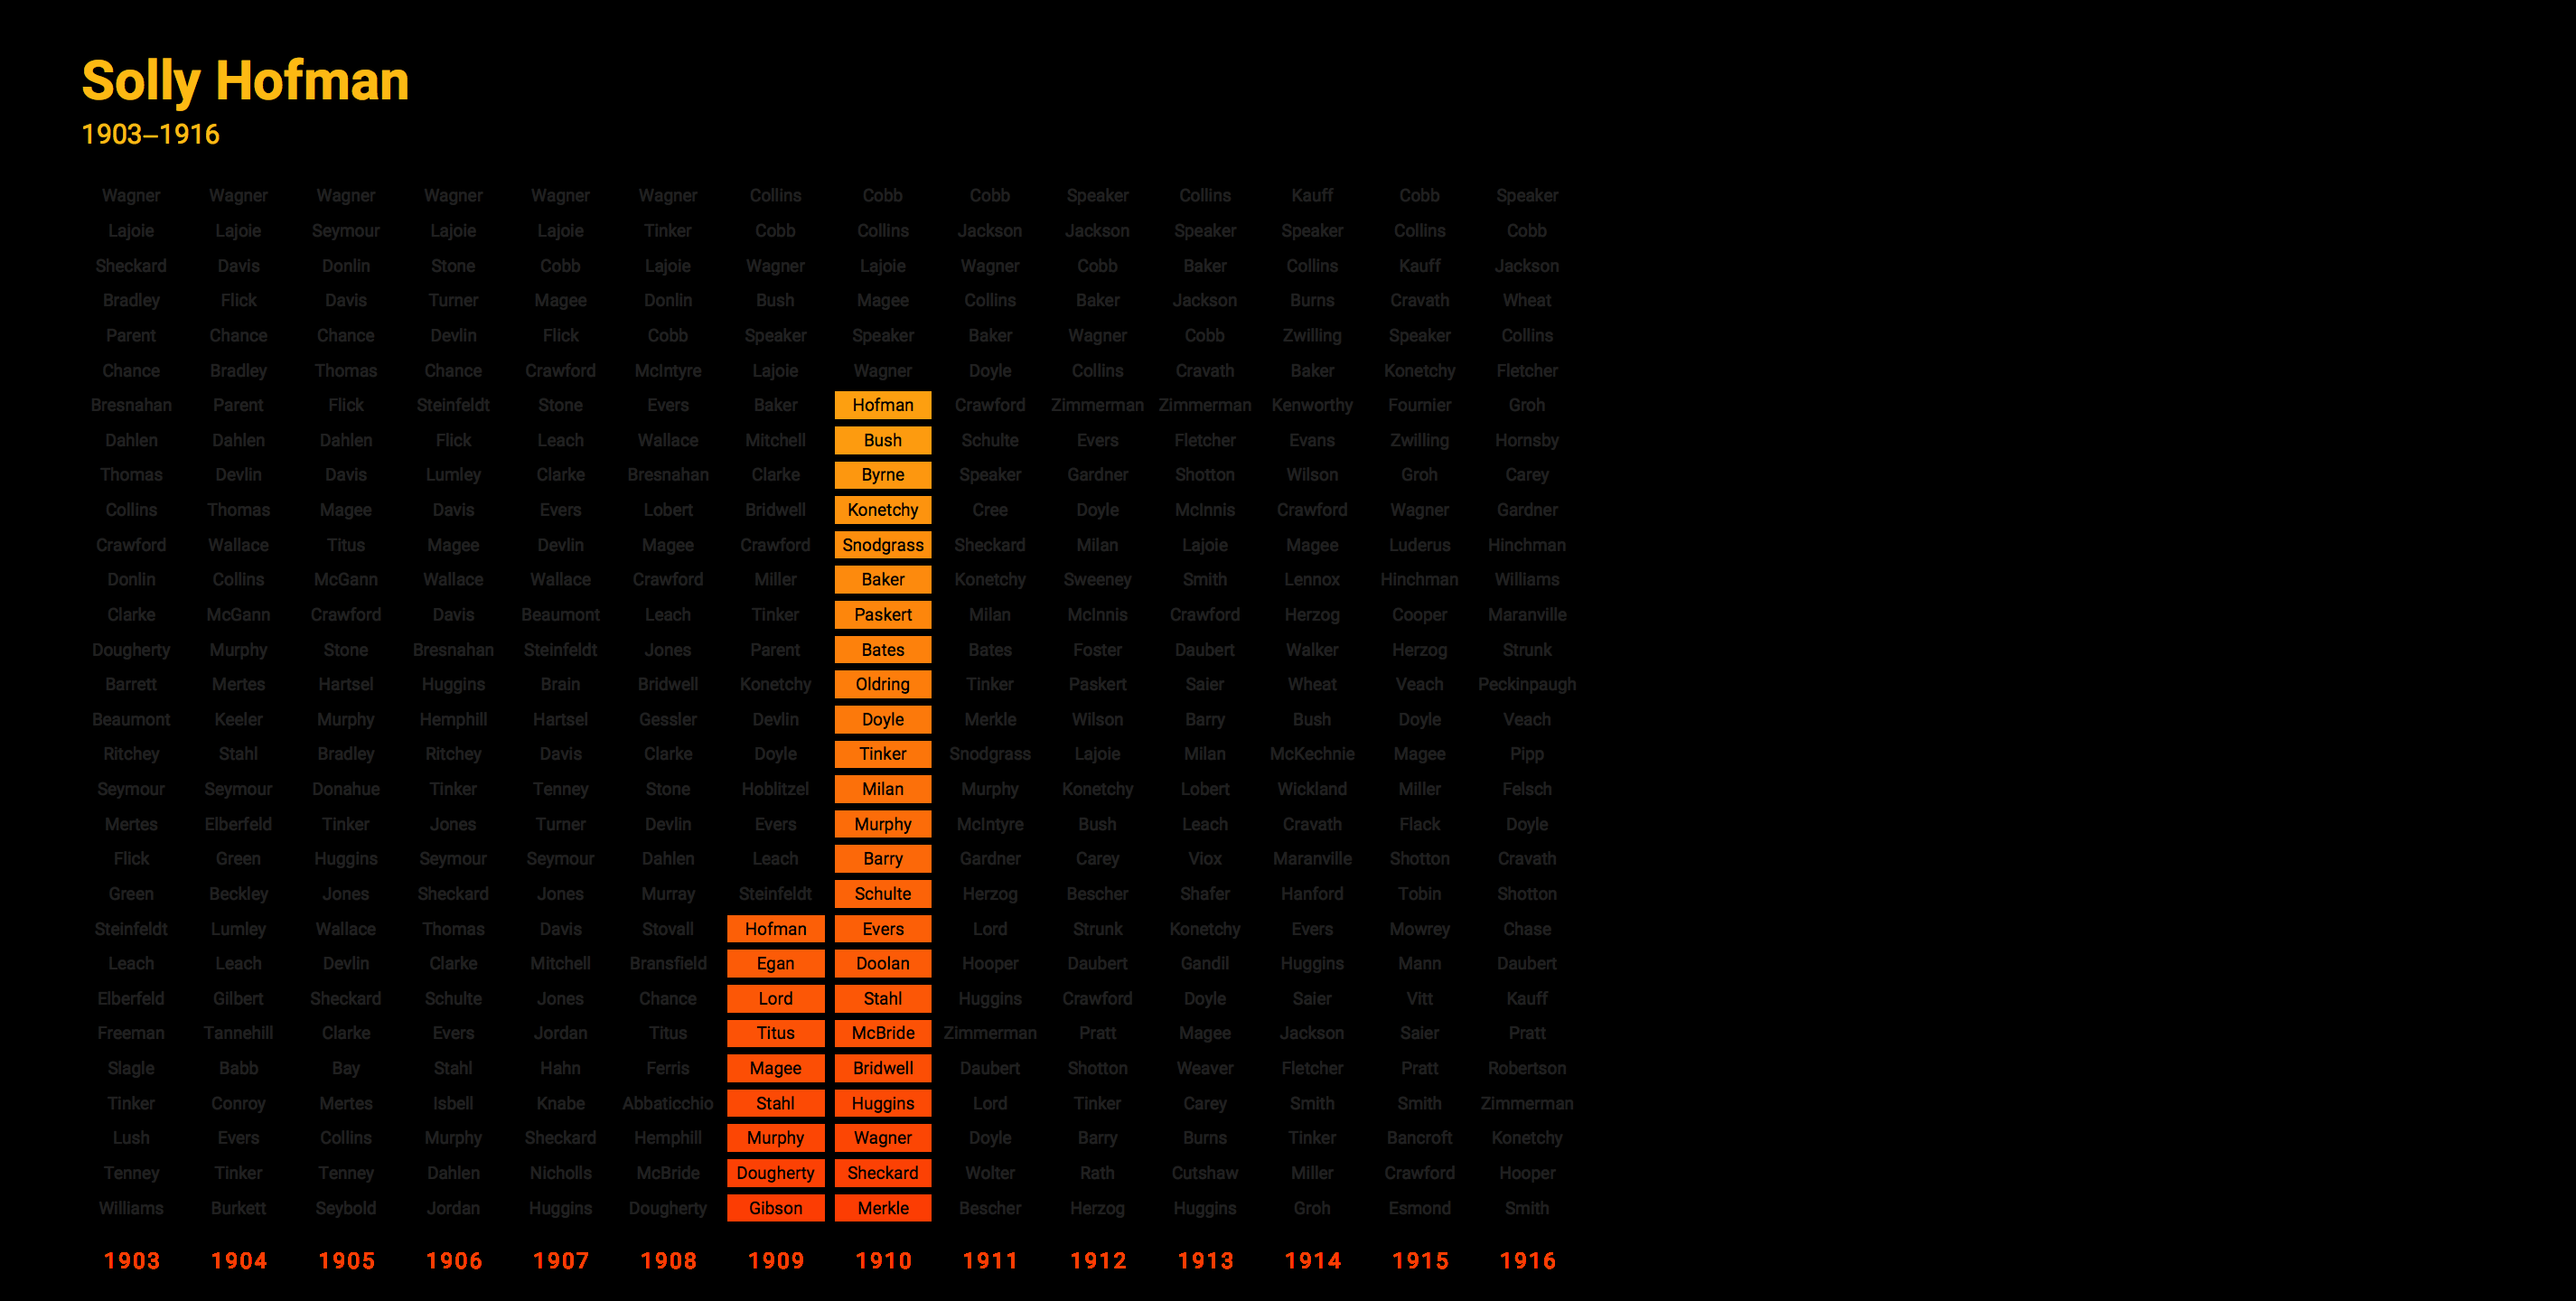 Solly Hofman
1903–1916
Wagner Wagner Wagner Wagner Wagner Wagner Collins Cobb Cobb Speaker Collins Kauff Cobb Speaker
Lajoie Lajoie Seymour Lajoie Lajoie Tinker Cobb Collins Jackson Jackson Speaker Speaker Collins Cobb
Sheckard Davis Donlin Stone Cobb Lajoie Wagner Lajoie Wagner Cobb Baker Collins Kauff Jackson
Bradley Flick Davis Turner Magee Donlin Bush Magee Collins Baker Jackson Burns Cravath Wheat
Parent Chance Chance Devlin Flick Cobb Speaker Speaker Baker Wagner Cobb Zwilling Speaker Collins
Chance Bradley Thomas Chance Crawford McIntyre Lajoie Wagner Doyle Collins Cravath Baker Konetchy Fletcher
Bresnahan Parent Flick Steinfeldt Stone Evers Baker Hofman Crawford Zimmerman Zimmerman Kenworthy Fournier Groh
Dahlen Dahlen Dahlen Flick Leach Wallace Mitchell Bush Schulte Evers Fletcher Evans Zwilling Hornsby
Thomas Devlin Davis Lumley Clarke Bresnahan Clarke Byrne Speaker Gardner Shotton Wilson Groh Carey
Collins Thomas Magee Davis Evers Lobert Bridwell Konetchy Cree Doyle McInnis Crawford Wagner Gardner
Crawford Wallace Titus Magee Devlin Magee Crawford Snodgrass Sheckard Milan Lajoie Magee Luderus Hinchman
Donlin Collins McGann Wallace Wallace Crawford Miller Baker Konetchy Sweeney Smith Lennox Hinchman Williams
Clarke McGann Crawford Davis Beaumont Leach Tinker Paskert Milan McInnis Crawford Herzog Cooper Maranville
Dougherty Murphy Stone Bresnahan Steinfeldt Jones Parent Bates Bates Foster Daubert Walker Herzog Strunk
Barrett Mertes Hartsel Huggins Brain Bridwell Konetchy Oldring Tinker Paskert Saier Wheat Veach Peckinpaugh
Beaumont Keeler Murphy Hemphill Hartsel Gessler Devlin Doyle Merkle Wilson Barry Bush Doyle Veach
Ritchey Stahl Bradley Ritchey Davis Clarke Doyle Tinker Snodgrass Lajoie Milan McKechnie Magee Pipp
Seymour Seymour Donahue Tinker Tenney Stone Hoblitzel Milan Murphy Konetchy Lobert Wickland Miller Felsch
Mertes Elberfeld Tinker Jones Turner Devlin Evers Murphy McIntyre Bush Leach Cravath Flack Doyle
Flick Green Huggins Seymour Seymour Dahlen Leach Barry Gardner Carey Viox Maranville Shotton Cravath
Green Beckley Jones Sheckard Jones Murray Steinfeldt Schulte Herzog Bescher Shafer Hanford Tobin Shotton
Steinfeldt Lumley Wallace Thomas Davis Stovall Hofman Evers Lord Strunk Konetchy Evers Mowrey Chase
Leach Leach Devlin Clarke Mitchell Bransfield Egan Doolan Hooper Daubert Gandil Huggins Mann Daubert
Elberfeld Gilbert Sheckard Schulte Jones Chance Lord Stahl Huggins Crawford Doyle Saier Vitt Kauff
Freeman Tannehill Clarke Evers Jordan Titus Titus McBride Zimmerman Pratt Magee Jackson Saier Pratt
Slagle Babb Bay Stahl Hahn Ferris Magee Bridwell Daubert Shotton Weaver Fletcher Pratt Robertson
Tinker Conroy Mertes Isbell Knabe Abbaticchio Stahl Huggins Lord Tinker Carey Smith Smith Zimmerman
Lush Evers Collins Murphy Sheckard Hemphill Murphy Wagner Doyle Barry Burns Tinker Bancroft Konetchy
Tenney Tinker Tenney Dahlen Nicholls McBride Dougherty Sheckard Wolter Rath Cutshaw Miller Crawford Hooper
Williams Burkett Seybold Jordan Huggins Dougherty Gibson Merkle Bescher Herzog Huggins Groh Esmond Smith
1903 1904 1905 1906 1907 1908 1909 1910 1911 1912 1913 1914 1915 1916